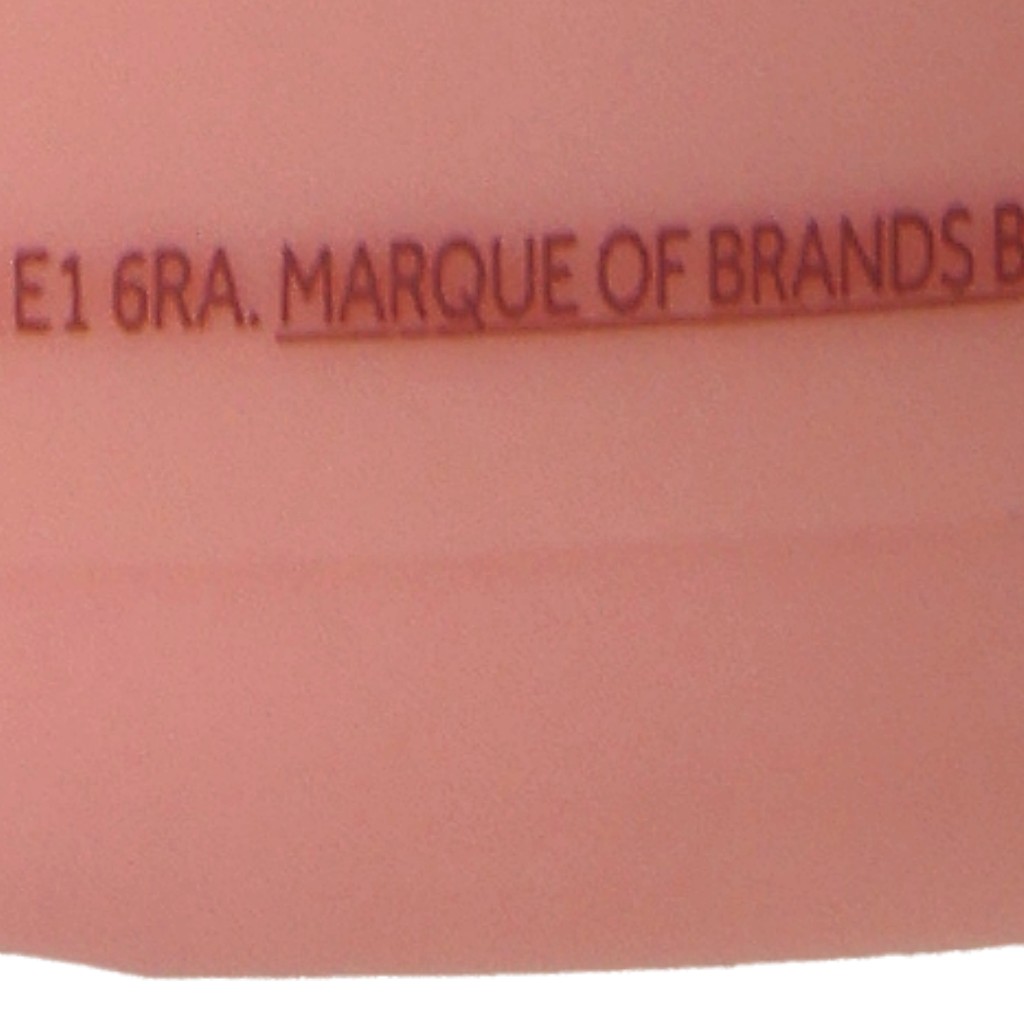 E1 6RA. MARQUE OF BRANDS B